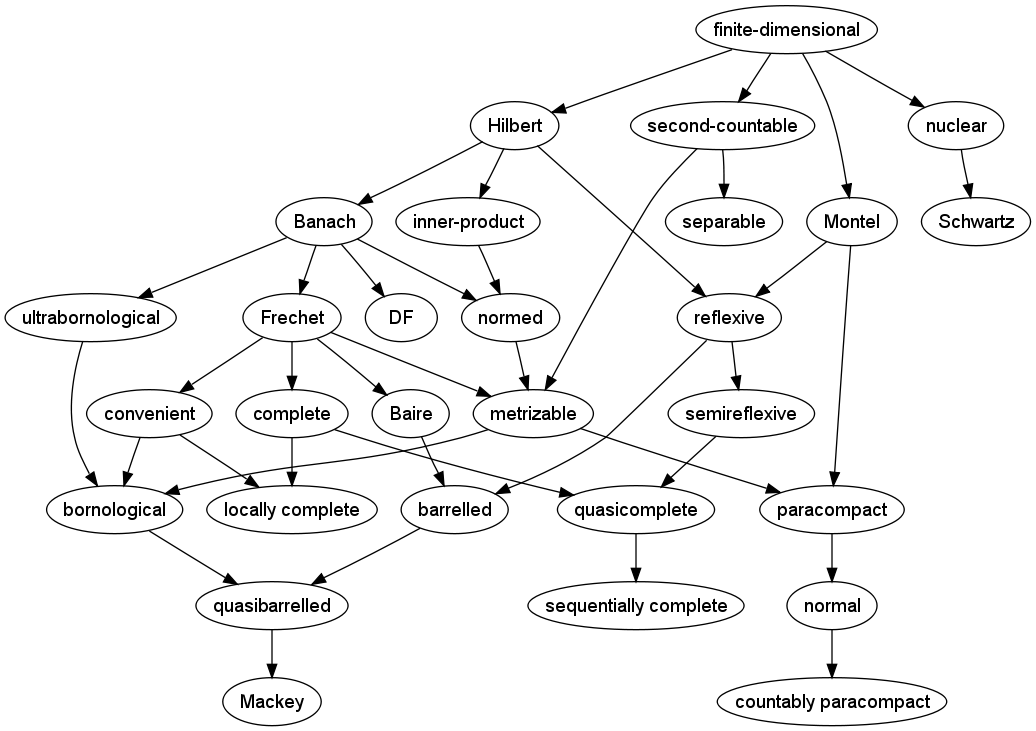 finite-dimensional
Hilbert
second-countable
nuclear
Banach
inner-product
separable
Montel
Schwartz
ultrabornological
Frechet
DF
normed
reflexive
convenient
complete
Baire
metrizable
semireflexive
bornological
locally complete
barrelled
quasicomplete
paracompact
quasibarrelled
sequentially complete
normal
Mackey
countably paracompact